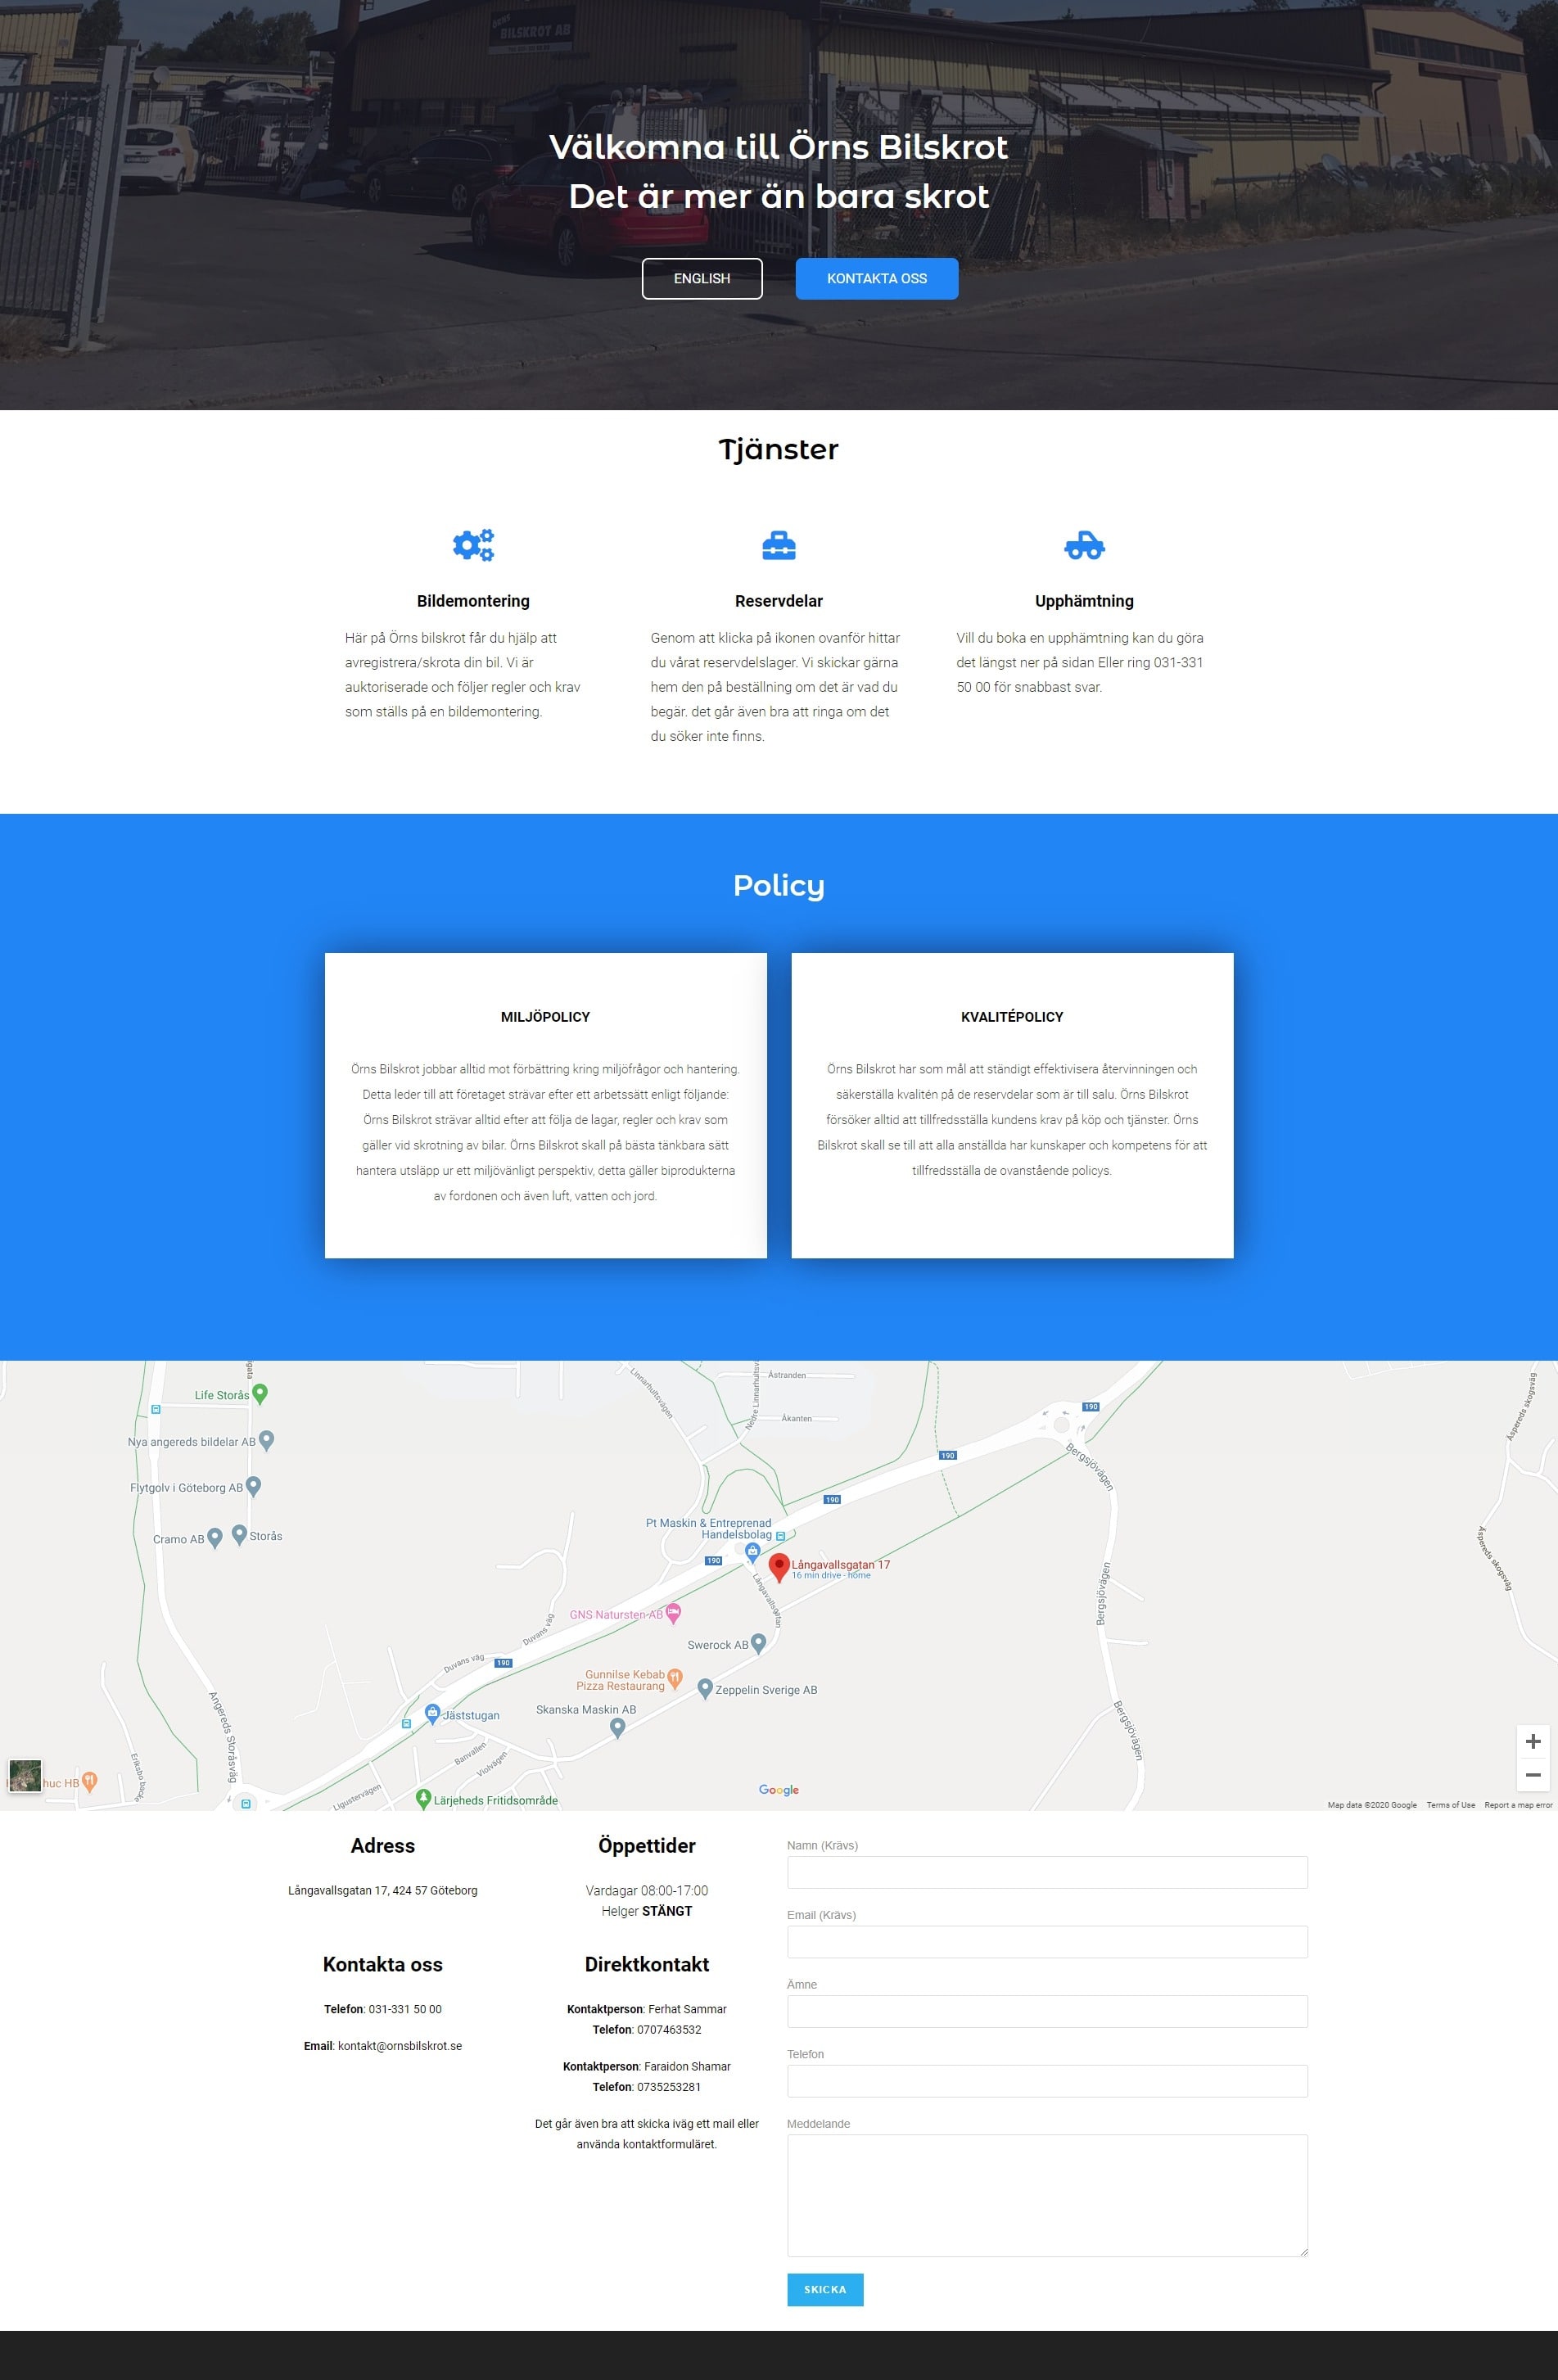 BILSKROT AB
Välkomna till Örns Bilskrot
Det är mer än bara skrot
ENGLISH
KONTAKTA OSS
Tjänster
Bildemontering
Här på Örns bilskrot får du hjälp att
avregistrera/skrota din bil. Vi är
auktoriserade och följer regler och krav
som ställs på en bildemontering.
Reservdelar
Genom att klicka på ikonen ovanför hittar
du vårat reservdelslager. Vi skickar gärna
hem den på beställning om det är vad du
begär. det går även bra att ringa om det
du söker inte finns.
Upphämtning
Vill du boka en upphämtning kan du göra
det längst ner på sidan Eller ring 031-331
50 00 för snabbast svar.
Policy
MILJÖPOLICY
Örns Bilskrot jobbar alltid mot förbättring kring miljöfrågor och hantering.
Detta leder till att företaget strävar efter ett arbetssätt enligt följande:
Örns Bilskrot strävar alltid efter att följa de lagar, regler och krav som
gäller vid skrotning av bilar. Örns Bilskrot skall på bästa tänkbara sätt
hantera utsläpp ur ett miljövänligt perspektiv, detta gäller biprodukterna
av fordonen och även luft, vatten och jord.
KVALITÉPOLICY
Örns Bilskrot har som mål att ständigt effektivisera återvinningen och
säkerställa kvalitén på de reservdelar som är till salu. Örns Bilskrot
försöker alltid att tillfredsställa kundens krav på köp och tjänster. Örns
Bilskrot skall se till att alla anställda har kunskaper och kompetens för att
tillfredsställa de ovanstående policys.
Life Storås
Nya angereds bildelar AB
Flytgolv i Göteborg AB
Cramo AB
Storås
Linnarhultsvägen
Nedre Linnarhultsv
Åstranden
Åkanten
190
190
190
190
190
Bergsjövägen
Bergsjövägen
Bergsjövägen
Äspereds skogsväg
Äspereds skogsväg
Pt Maskin & Entreprenad
Handelsbolag
Långavallsgatan 17
16 min drive - home
Långavallsgatan
GNS Natursten AB
Duvans väg
Duvans väg
Swerock AB
Gunnilse Kebab
Pizza Restaurang
Zeppelin Sverige AB
Skanska Maskin AB
Jäststugan
Angereds Storåsväg
Banvallen
Violvägen
Eriksbo backe
Ligustervägen
huc HB
Lärjeheds Fritidsområde
Google
Map data ©2020 Google
Terms of Use
Report a map error
Adress
Långavallsgatan 17, 424 57 Göteborg
Kontakta oss
Telefon: 031-331 50 00
Email: kontakt@ornsbilskrot.se
Öppettider
Vardagar 08:00-17:00
Helger STÄNGT
Direktkontakt
Kontaktperson: Ferhat Sammar
Telefon: 0707463532
Kontaktperson: Faraidon Shamar
Telefon: 0735253281
Det går även bra att skicka iväg ett mail eller
använda kontaktformuläret.
Namn (Krävs)
Email (Krävs)
Ämne
Telefon
Meddelande
SKICKA